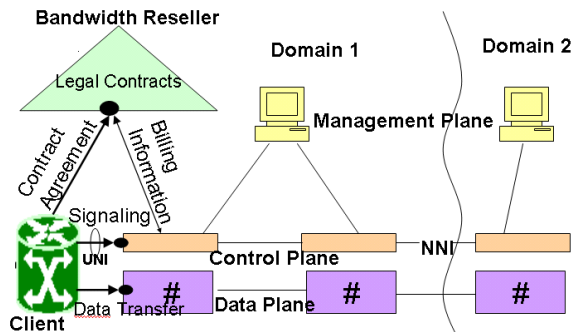 Bandwidth Reseller
Domain 1
Domain 2
Legal Contracts
Management Plane
Contract
Agreement
Billing
Information
Signaling
UNI
Control Plane
NNI
#
#
#
Data Transfer
Data Plane
Client